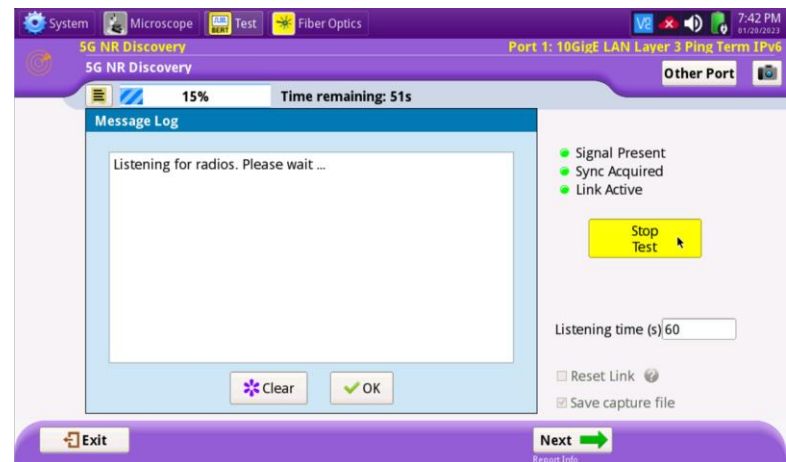 System
Microscope
JUMBERT
Test
Fiber Optics
V2
7:42 PM
01/20/2023
5G NR Discovery
Port 1: 10GigE LAN Layer 3 Ping Term IPv6
5G NR Discovery
Other Port
15%
Time remaining: 51s
Message Log
Listening for radios. Please wait ...
Signal Present
Sync Acquired
Link Active
Stop
Test
Listening time (s) 60
Reset Link
Save capture file
Clear
OK
Exit
Next
Report Info